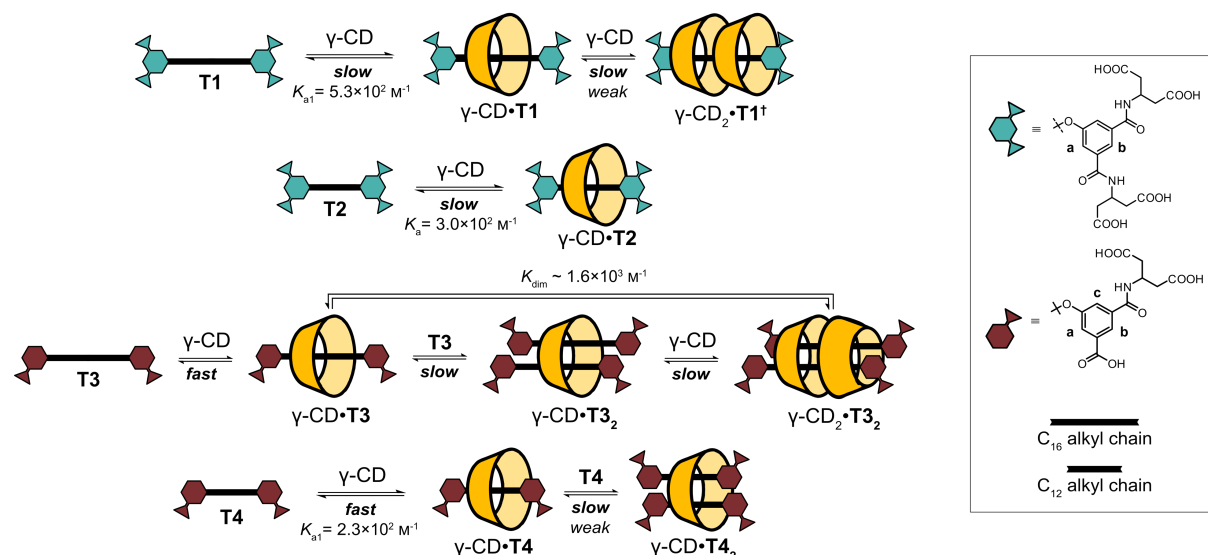 γ-CD
γ-CD
T1
slow
Kₐ₁ = 5.3×10² M⁻¹
slow
weak
γ-CD•T1
γ-CD₂•T1†
γ-CD
T2
slow
Kₐ = 3.0×10² M⁻¹
γ-CD•T2
K_dim ~ 1.6×10³ M⁻¹
γ-CD
T3
γ-CD
T3
fast
slow
slow
γ-CD•T3
γ-CD•T3₂
γ-CD₂•T3₂
γ-CD
T4
T4
fast
Kₐ₁ = 2.3×10² M⁻¹
slow
weak
γ-CD•T4
γ-CD•T4₂
HOOC
COOH
HN
=
O
O
a
b
O
NH
COOH
HOOC
HOOC
COOH
HN
c
=
O
O
a
b
O
OH
C₁₆ alkyl chain
C₁₂ alkyl chain